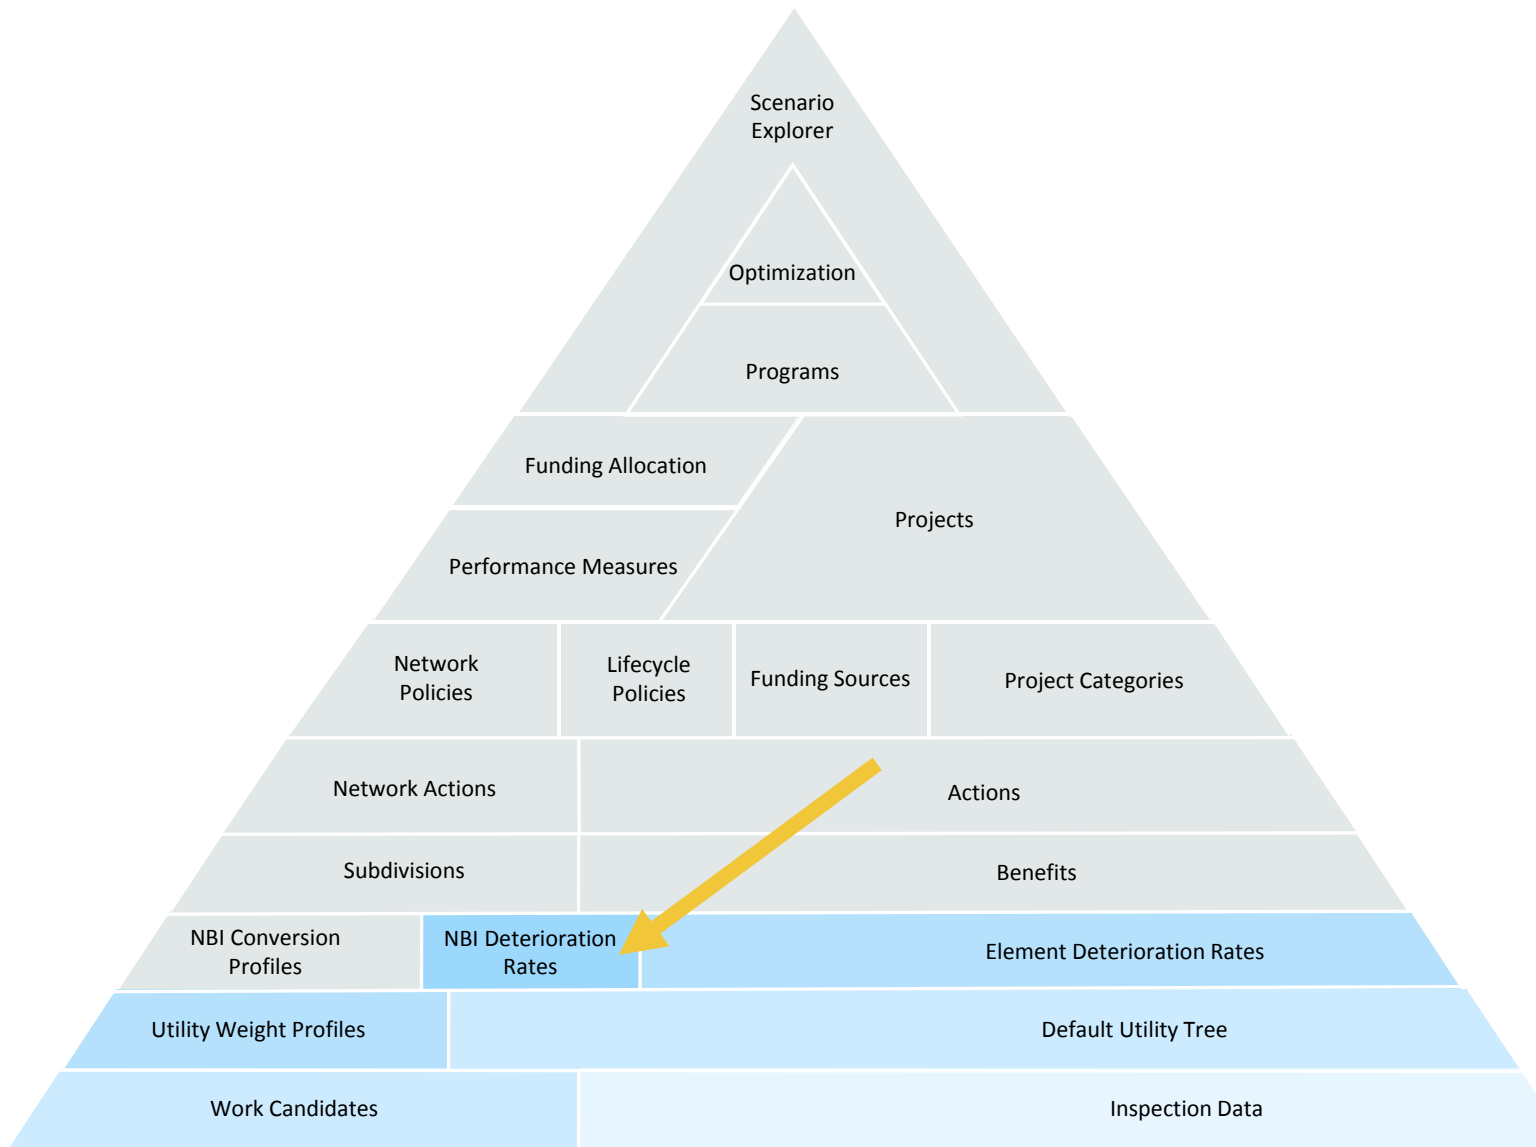 Scenario
Explorer
Optimization
Programs
Funding Allocation
Projects
Performance Measures
Network
Policies
Lifecycle
Policies
Funding Sources
Project Categories
Network Actions
Actions
Subdivisions
Benefits
NBI Conversion
Profiles
NBI Deterioration
Rates
Element Deterioration Rates
Utility Weight Profiles
Default Utility Tree
Work Candidates
Inspection Data